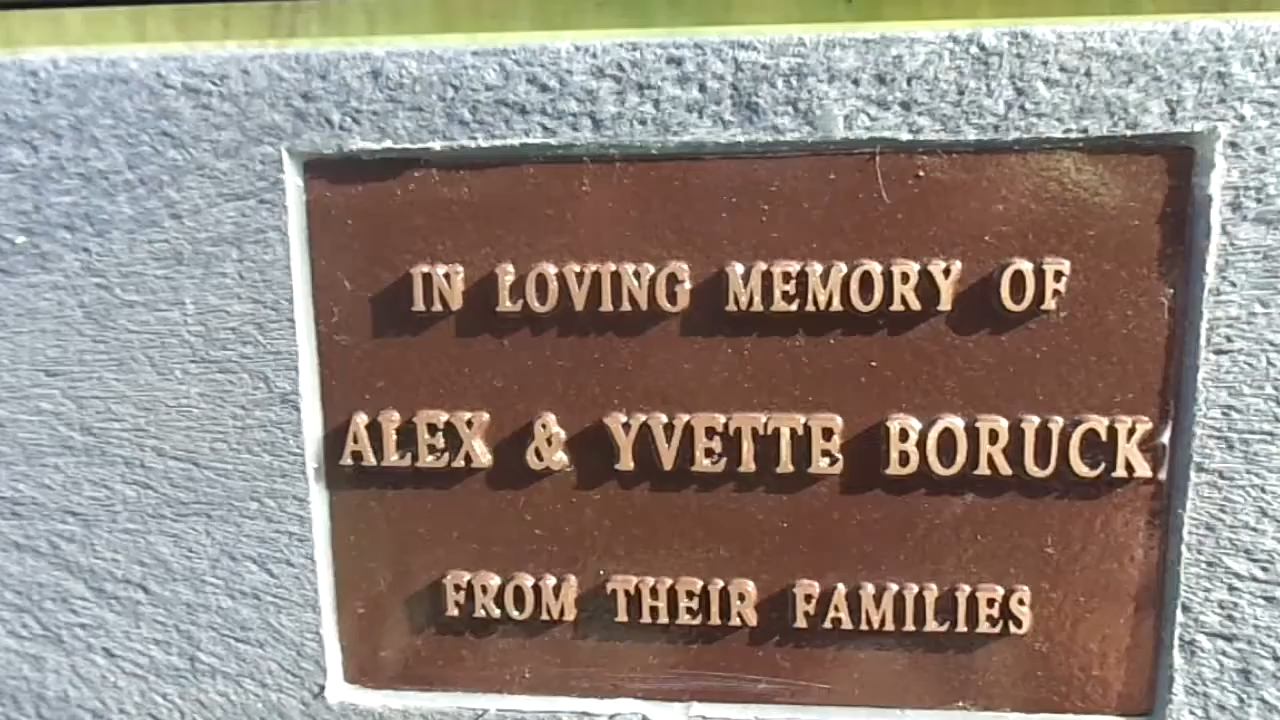 IN LOVING MEMORY OF
ALEX & YVETTE BORUCK
FROM THEIR FAMILIES